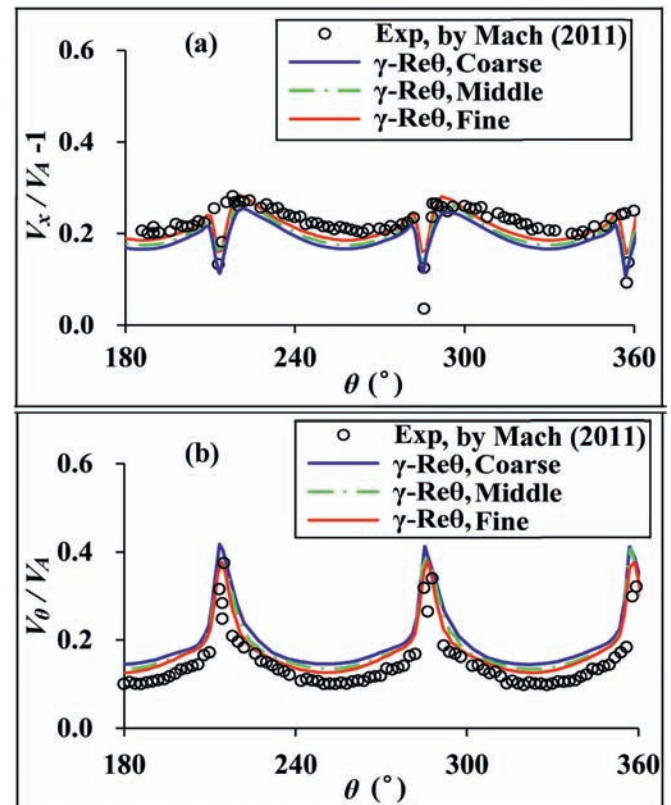 (a)
Exp, by Mach (2011)
γ-Reθ, Coarse
γ-Reθ, Middle
γ-Reθ, Fine
Vx / VA -1
0.6
0.4
0.2
0.0
180 240 300 360
θ (°)
(b)
Exp, by Mach (2011)
γ-Reθ, Coarse
γ-Reθ, Middle
γ-Reθ, Fine
Vθ / VA
0.6
0.4
0.2
0.0
180 240 300 360
θ (°)